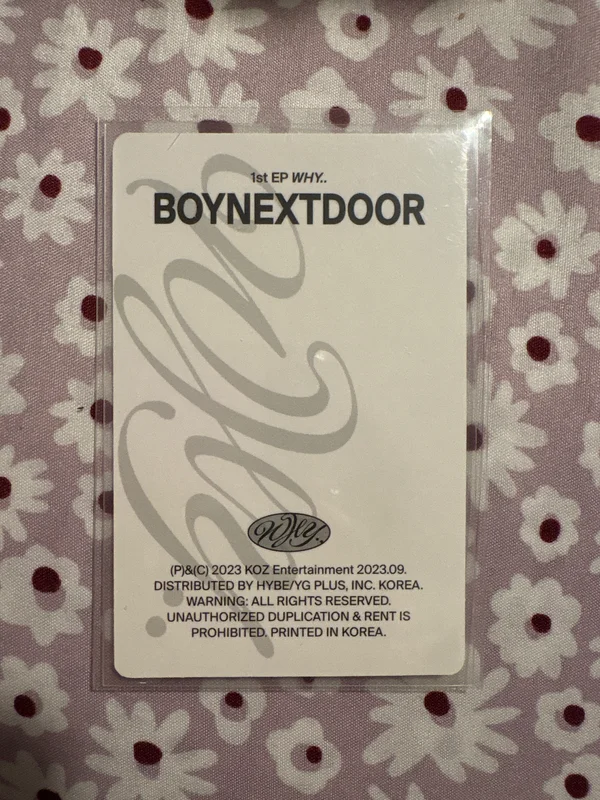 1st EP WHY..
BOYNEXTDOOR
Why..
Why..
(P)&(C) 2023 KOZ Entertainment 2023.09.
DISTRIBUTED BY HYBE/YG PLUS, INC. KOREA.
WARNING: ALL RIGHTS RESERVED.
UNAUTHORIZED DUPLICATION & RENT IS
PROHIBITED. PRINTED IN KOREA.